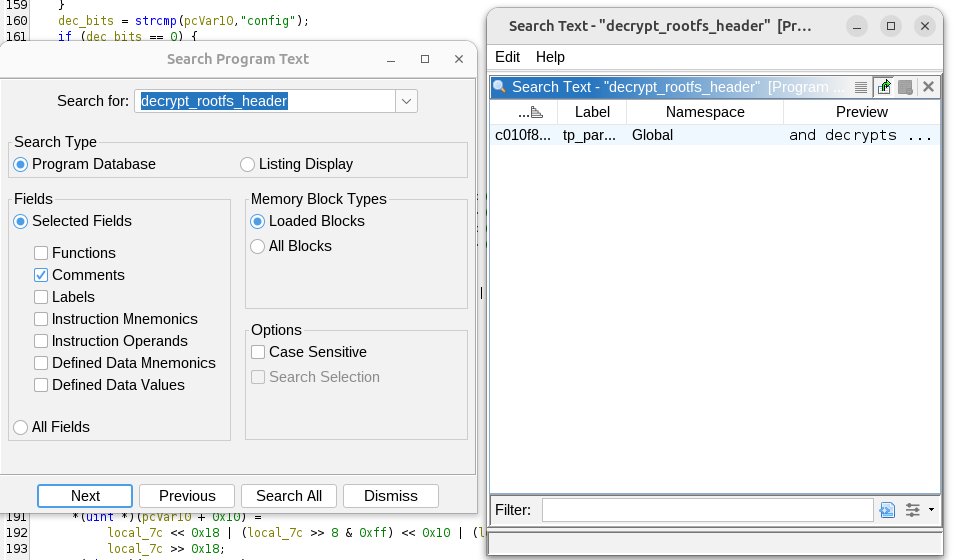 159 }
160 dec_bits = strcmp(pcVar10,"config");
161 if (dec_bits == 0) {
Search Program Text
Search for: decrypt_rootfs_header
Search Type
Program Database
Listing Display
Fields
Selected Fields
Functions
Comments
Labels
Instruction Mnemonics
Instruction Operands
Defined Data Mnemonics
Defined Data Values
All Fields
Memory Block Types
Loaded Blocks
All Blocks
Options
Case Sensitive
Search Selection
Next Previous Search All Dismiss
191 *(uint *)(pcVar10 + 0x10) =
192 local_7c << 0x18 | (local_7c >> 8 & 0xff) << 0x10 | (l
193 local_7c >> 0x18;
Search Text - "decrypt_rootfs_header" [Pr...
Edit Help
Search Text - "decrypt_rootfs_header" [Program ...
... Label Namespace Preview
c010f8... tp_par... Global and decrypts ...
Filter: